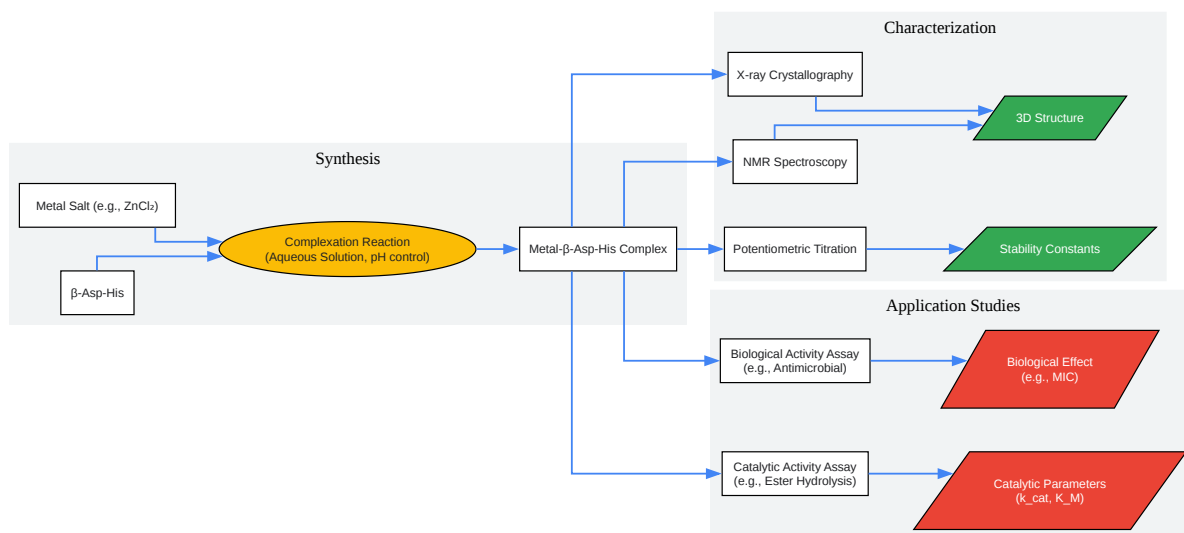 Synthesis
Metal Salt (e.g., ZnCl₂)
β-Asp-His
Complexation Reaction
(Aqueous Solution, pH control)
Metal-β-Asp-His Complex
Characterization
X-ray Crystallography
3D Structure
NMR Spectroscopy
Potentiometric Titration
Stability Constants
Application Studies
Biological Activity Assay
(e.g., Antimicrobial)
Biological Effect
(e.g., MIC)
Catalytic Activity Assay
(e.g., Ester Hydrolysis)
Catalytic Parameters
(k_cat, K_M)